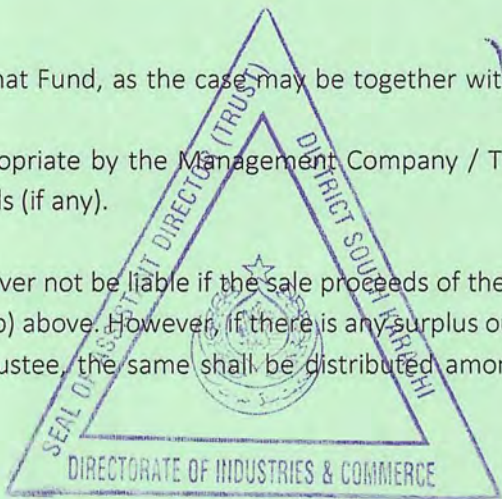 hat Fund, as the case may be together wit
opriate by the Management Company / T
ls (if any).
ver not be liable if the sale proceeds of the
o) above. However, if there is any surplus o
ustee, the same shall be distributed amon
SEAL OF ASSISTANT DIRECTOR (TRUST)
DISTRICT SOUTH KARACHI
DIRECTORATE OF INDUSTRIES & COMMERCE